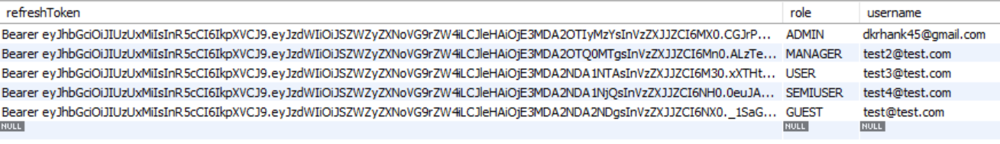 refreshToken role username
Bearer eyJhbGciOiJIUzUxMiIsInR5cCI6IkpXVCJ9.eyJzdWIiOiJSZWZyZXNoVG9rZW4iLCJleHAiOjE3MDA2OTIyMzYsInVzZXJJZCI6MX0.CGJrP... ADMIN dkrhank45@gmail.com
Bearer eyJhbGciOiJIUzUxMiIsInR5cCI6IkpXVCJ9.eyJzdWIiOiJSZWZyZXNoVG9rZW4iLCJleHAiOjE3MDA2OTQ0MTgsInVzZXJJZCI6Mn0.ALzTe... MANAGER test2@test.com
Bearer eyJhbGciOiJIUzUxMiIsInR5cCI6IkpXVCJ9.eyJzdWIiOiJSZWZyZXNoVG9rZW4iLCJleHAiOjE3MDA2NDA1NTAsInVzZXJJZCI6M30.xXTHt... USER test3@test.com
Bearer eyJhbGciOiJIUzUxMiIsInR5cCI6IkpXVCJ9.eyJzdWIiOiJSZWZyZXNoVG9rZW4iLCJleHAiOjE3MDA2NDA1NjQsInVzZXJJZCI6NH0.0euJA... SEMIUSER test4@test.com
Bearer eyJhbGciOiJIUzUxMiIsInR5cCI6IkpXVCJ9.eyJzdWIiOiJSZWZyZXNoVG9rZW4iLCJleHAiOjE3MDA2NDA2NDgsInVzZXJJZCI6NX0._1SaG... GUEST test@test.com
NULL NULL NULL